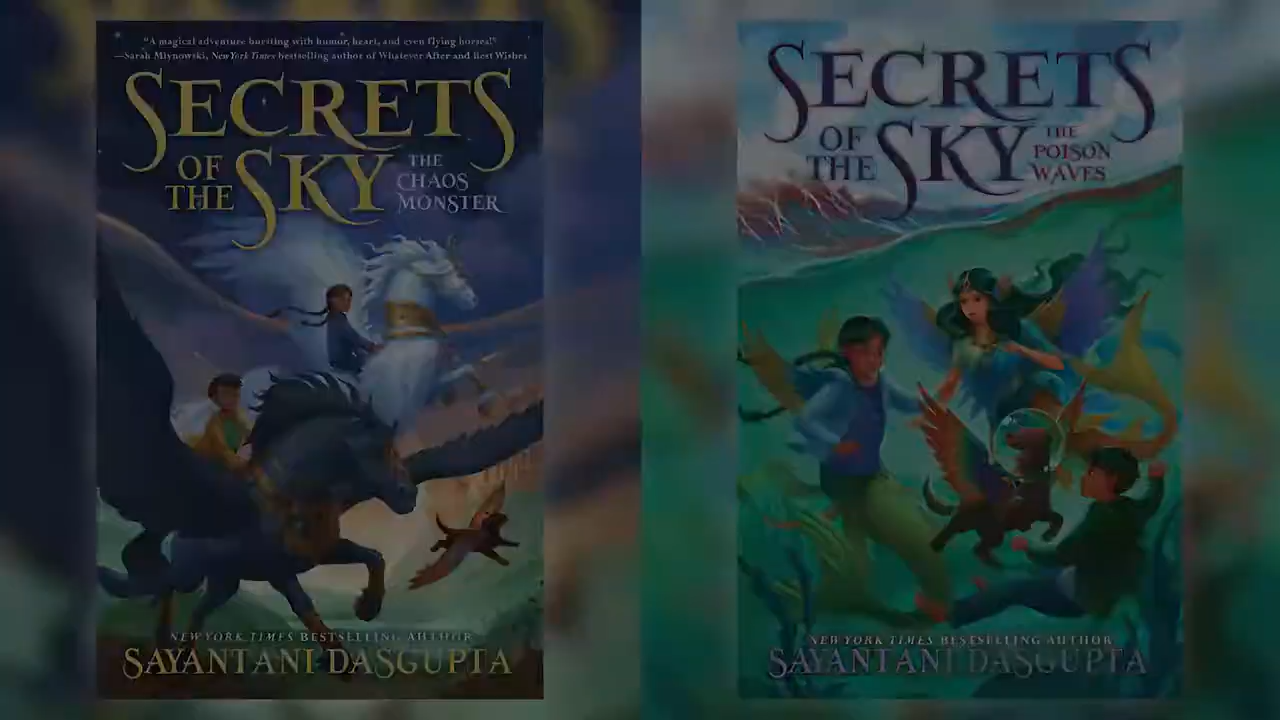 "A magical adventure bursting with humor, heart, and even flying horses!"
—Sarah Mlynowski, New York Times bestselling author of Whatever After and Best Wishes
SECRETS
OF THE SKY
THE CHAOS MONSTER
NEW YORK TIMES BESTSELLING AUTHOR
SAYANTANI DASGUPTA
SECRETS
OF THE SKY
THE POISON WAVES
NEW YORK TIMES BESTSELLING AUTHOR
SAYANTANI DASGUPTA